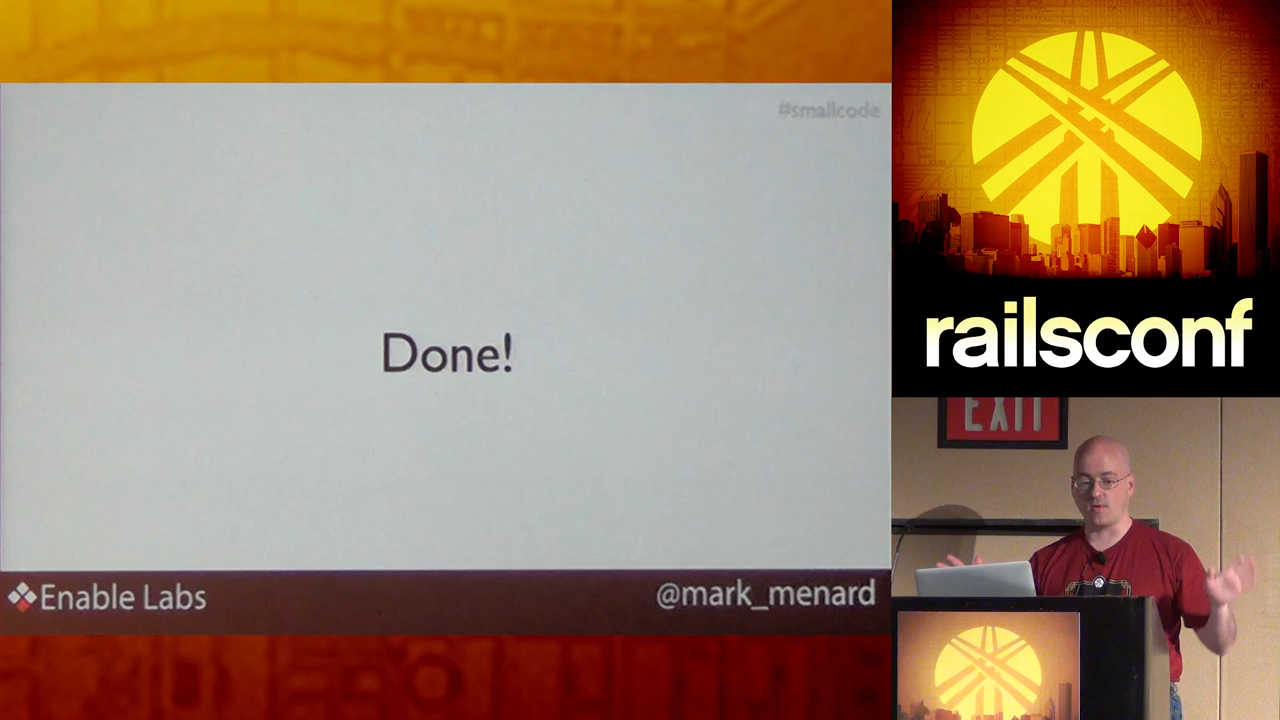 #smallcode
Done!
Enable Labs
@mark_menard
railsconf
EXIT